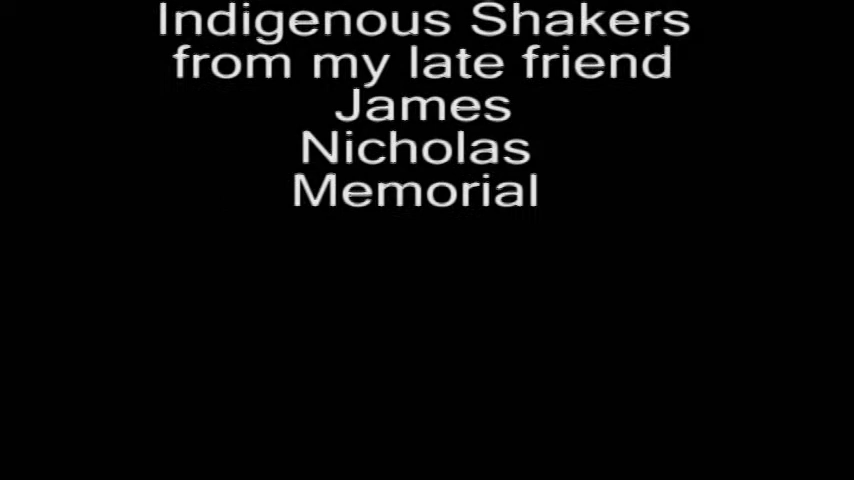 Indigenous Shakers
from my late friend
James
Nicholas
Memorial